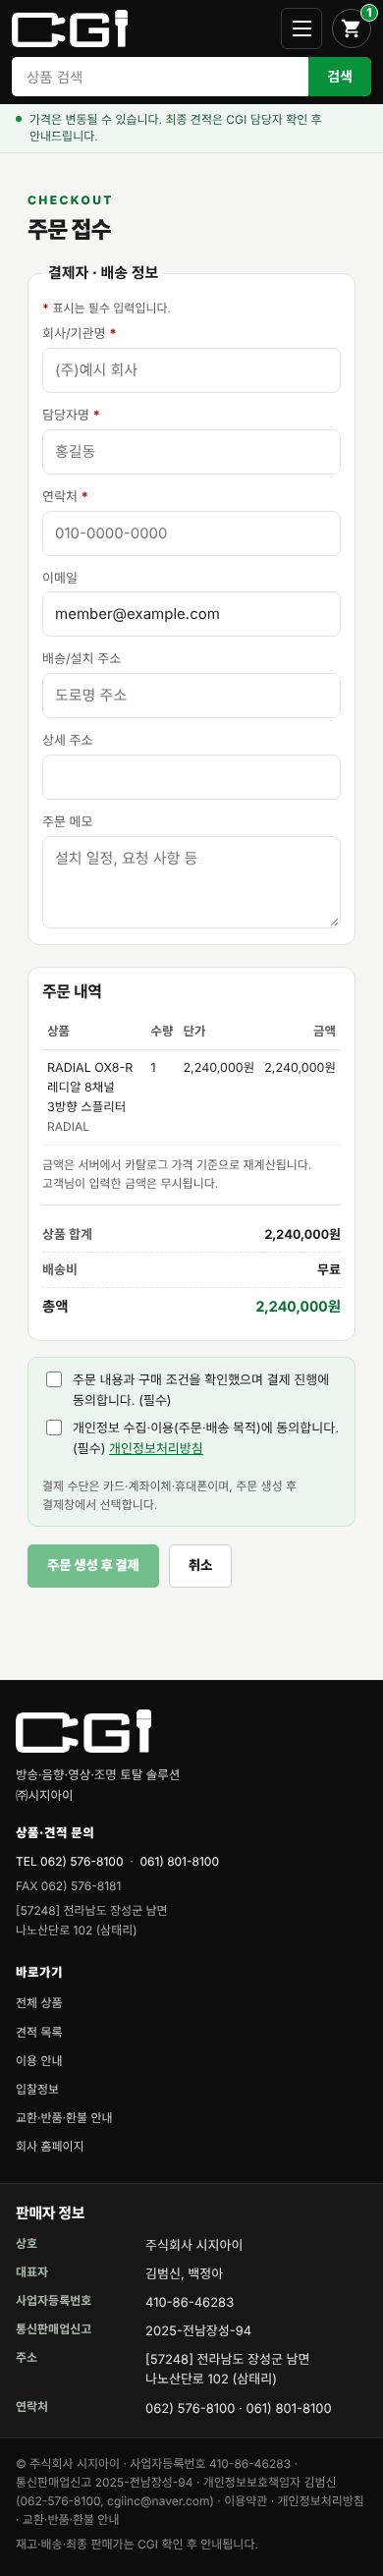 CGI
1
상품 검색
검색
가격은 변동될 수 있습니다. 최종 견적은 CGI 담당자 확인 후
안내드립니다.
CHECKOUT
주문 접수
결제자 · 배송 정보
* 표시는 필수 입력입니다.
회사/기관명 *
(주)예시 회사
담당자명 *
홍길동
연락처 *
010-0000-0000
이메일
member@example.com
배송/설치 주소
도로명 주소
상세 주소
주문 메모
설치 일정, 요청 사항 등
주문 내역
상품 수량 단가 금액
RADIAL OX8-R 1 2,240,000원 2,240,000원
레디알 8채널
3방향 스플리터
RADIAL
금액은 서버에서 카탈로그 가격 기준으로 재계산됩니다.
고객님이 입력한 금액은 무시됩니다.
상품 합계 2,240,000원
배송비 무료
총액 2,240,000원
주문 내용과 구매 조건을 확인했으며 결제 진행에
동의합니다. (필수)
개인정보 수집·이용(주문·배송 목적)에 동의합니다.
(필수) 개인정보처리방침
결제 수단은 카드·계좌이체·휴대폰이며, 주문 생성 후
결제창에서 선택합니다.
주문 생성 후 결제 취소
CGI
방송·음향·영상·조명 토탈 솔루션
㈜시지아이
상품·견적 문의
TEL 062) 576-8100 · 061) 801-8100
FAX 062) 576-8181
[57248] 전라남도 장성군 남면
나노산단로 102 (삼태리)
바로가기
전체 상품
견적 목록
이용 안내
입찰정보
교환·반품·환불 안내
회사 홈페이지
판매자 정보
상호 주식회사 시지아이
대표자 김범신, 백정아
사업자등록번호 410-86-46283
통신판매업신고 2025-전남장성-94
주소 [57248] 전라남도 장성군 남면
나노산단로 102 (삼태리)
연락처 062) 576-8100 · 061) 801-8100
© 주식회사 시지아이 · 사업자등록번호 410-86-46283 ·
통신판매업신고 2025-전남장성-94 · 개인정보보호책임자 김범신
(062-576-8100, cgiinc@naver.com) · 이용약관 · 개인정보처리방침
· 교환·반품·환불 안내
재고·배송·최종 판매가는 CGI 확인 후 안내됩니다.